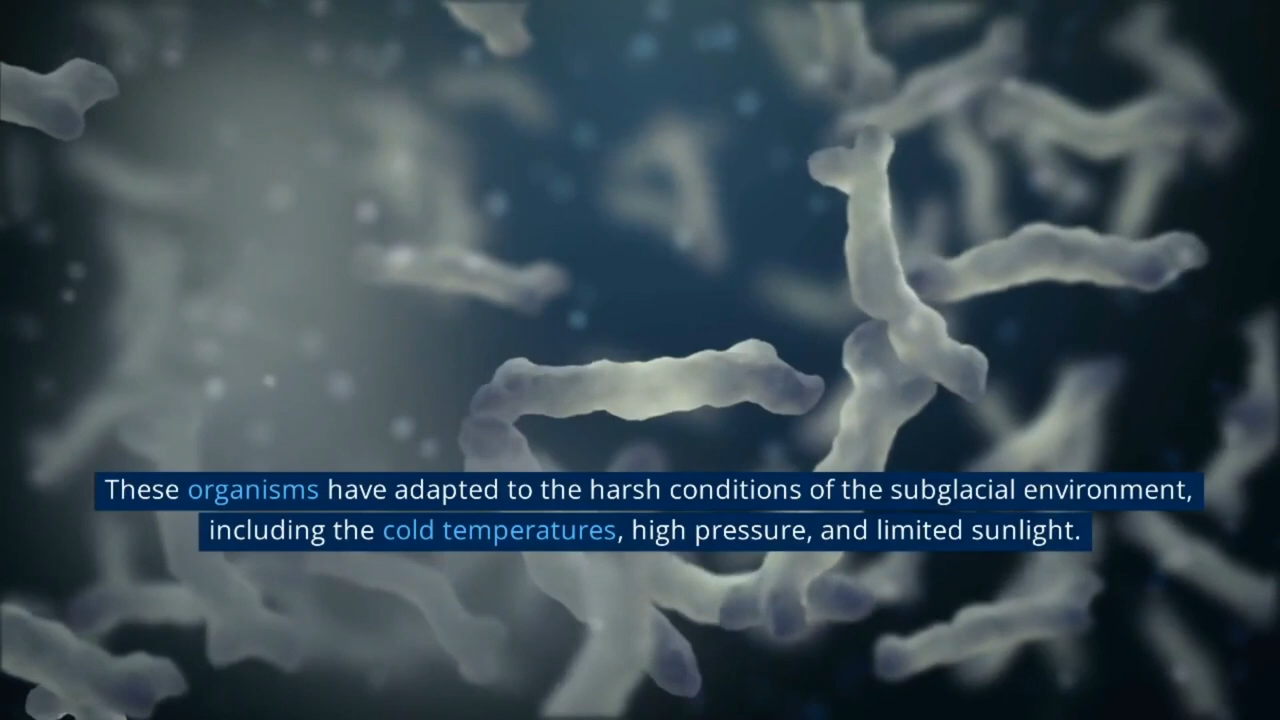 These organisms have adapted to the harsh conditions of the subglacial environment,
including the cold temperatures, high pressure, and limited sunlight.